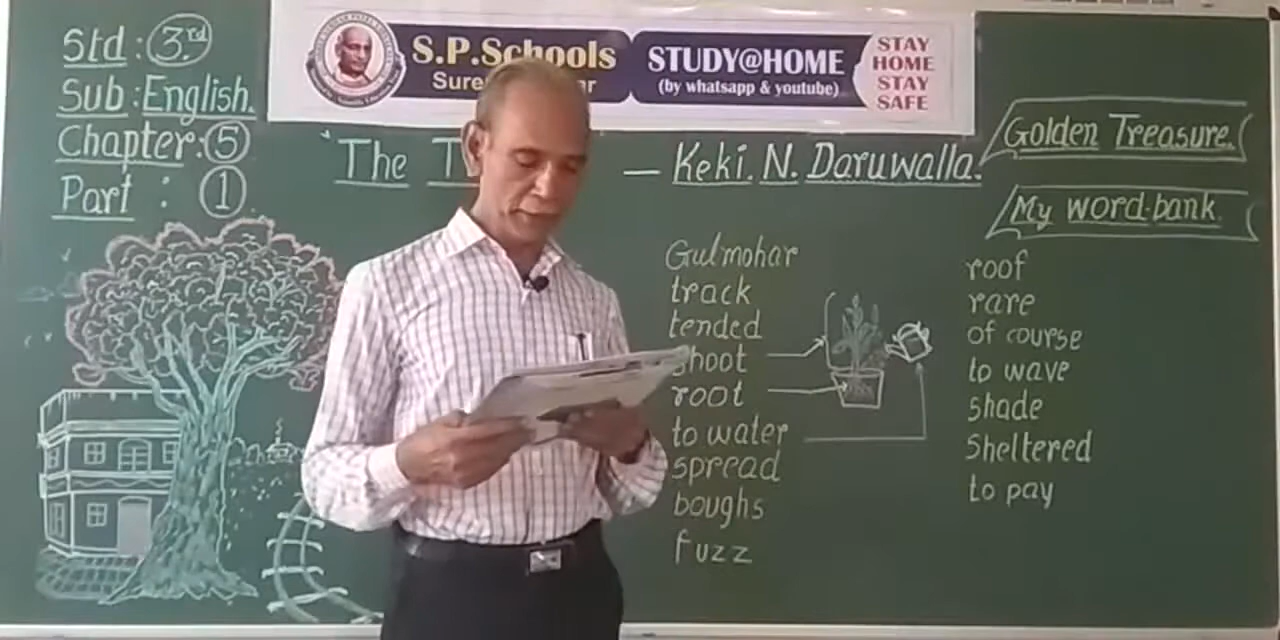 Std : 3rd
Sub : English.
Chapter : 5
Part : 1
S.P.Schools
STUDY@HOME
(by whatsapp & youtube)
STAY
HOME
STAY
SAFE
The
— Keki. N. Daruwalla.
Golden Treasure.
My word-bank
Gulmohar
track
tended
shoot
root
to water
spread
boughs
fuzz
roof
rare
of course
to wave
shade
Sheltered
to pay